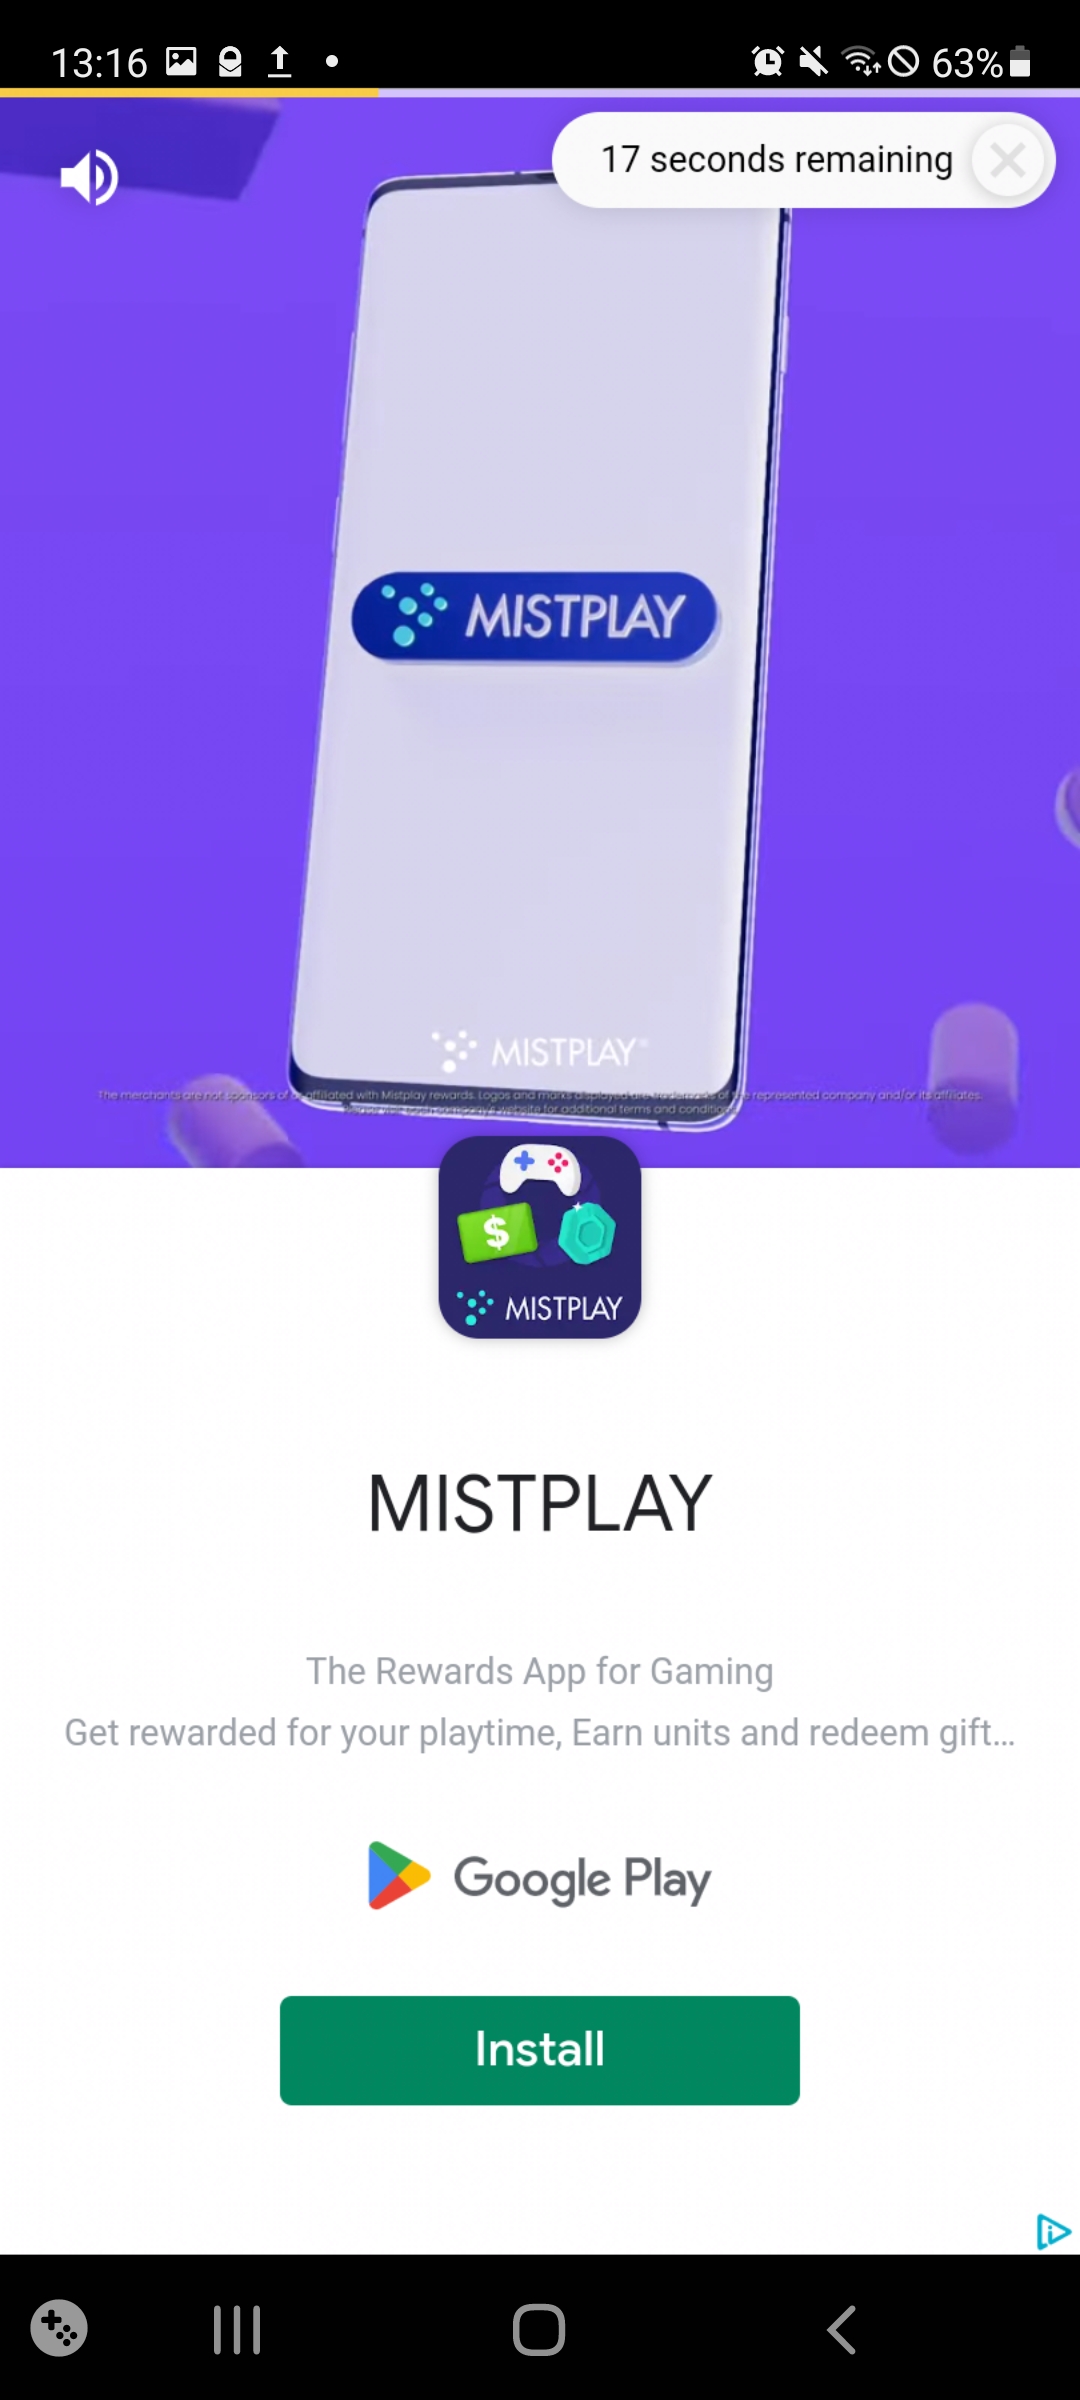 13:16
63%
17 seconds remaining
MISTPLAY
MISTPLAY
The merchants are not sponsors of or affiliated with Mistplay rewards. Logos and marks displayed are trademarks of the represented company and/or its affiliates.
website for additional terms and conditions
$
MISTPLAY
MISTPLAY
The Rewards App for Gaming
Get rewarded for your playtime, Earn units and redeem gift...
Google Play
Install